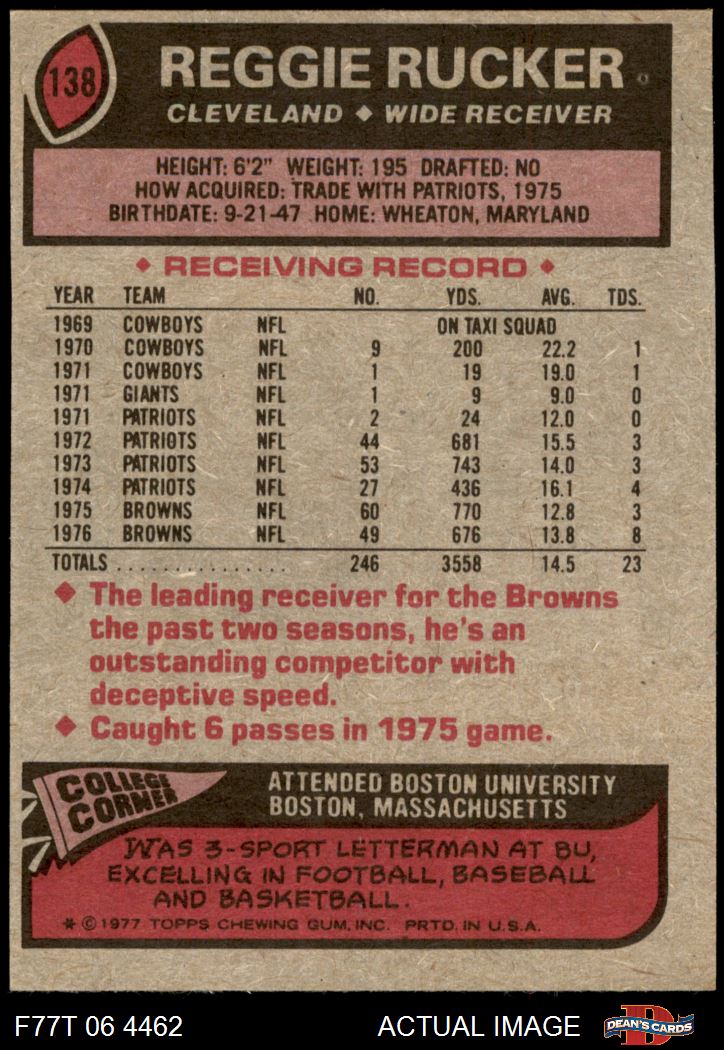 138
REGGIE RUCKER
CLEVELAND ◆ WIDE RECEIVER
HEIGHT: 6'2" WEIGHT: 195 DRAFTED: NO
HOW ACQUIRED: TRADE WITH PATRIOTS, 1975
BIRTHDATE: 9-21-47 HOME: WHEATON, MARYLAND
◆ RECEIVING RECORD ◆
YEAR TEAM NO. YDS. AVG. TDS.
1969 COWBOYS NFL ON TAXI SQUAD
1970 COWBOYS NFL 9 200 22.2 1
1971 COWBOYS NFL 1 19 19.0 1
1971 GIANTS NFL 1 9 9.0 0
1971 PATRIOTS NFL 2 24 12.0 0
1972 PATRIOTS NFL 44 681 15.5 3
1973 PATRIOTS NFL 53 743 14.0 3
1974 PATRIOTS NFL 27 436 16.1 4
1975 BROWNS NFL 60 770 12.8 3
1976 BROWNS NFL 49 676 13.8 8
TOTALS ............... 246 3558 14.5 23
◆ The leading receiver for the Browns
the past two seasons, he's an
outstanding competitor with
deceptive speed.
◆ Caught 6 passes in 1975 game.
COLLEGE
CORNER
ATTENDED BOSTON UNIVERSITY
BOSTON, MASSACHUSETTS
WAS 3-SPORT LETTERMAN AT BU,
EXCELLING IN FOOTBALL, BASEBALL
AND BASKETBALL.
* © 1977 TOPPS CHEWING GUM, INC. PRTD. IN U.S.A.
F77T 06 4462 ACTUAL IMAGE
D
DEAN'S CARDS